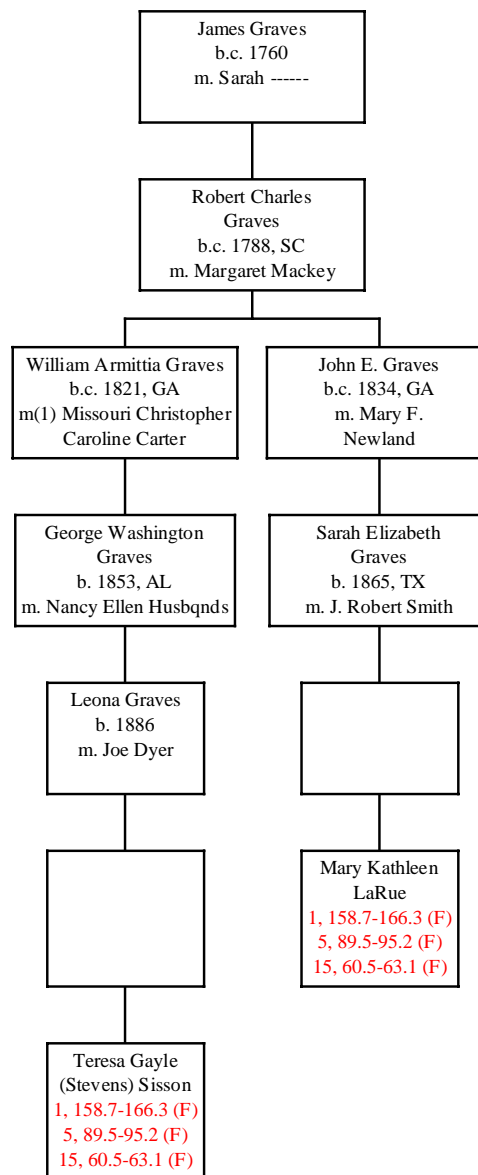 James Graves
b.c. 1760
m. Sarah ------
Robert Charles
Graves
b.c. 1788, SC
m. Margaret Mackey
William Armittia Graves
b.c. 1821, GA
m(1) Missouri Christopher
Caroline Carter
John E. Graves
b.c. 1834, GA
m. Mary F.
Newland
George Washington
Graves
b. 1853, AL
m. Nancy Ellen Husbqnds
Sarah Elizabeth
Graves
b. 1865, TX
m. J. Robert Smith
Leona Graves
b. 1886
m. Joe Dyer
Mary Kathleen
LaRue
1, 158.7-166.3 (F)
5, 89.5-95.2 (F)
15, 60.5-63.1 (F)
Teresa Gayle
(Stevens) Sisson
1, 158.7-166.3 (F)
5, 89.5-95.2 (F)
15, 60.5-63.1 (F)